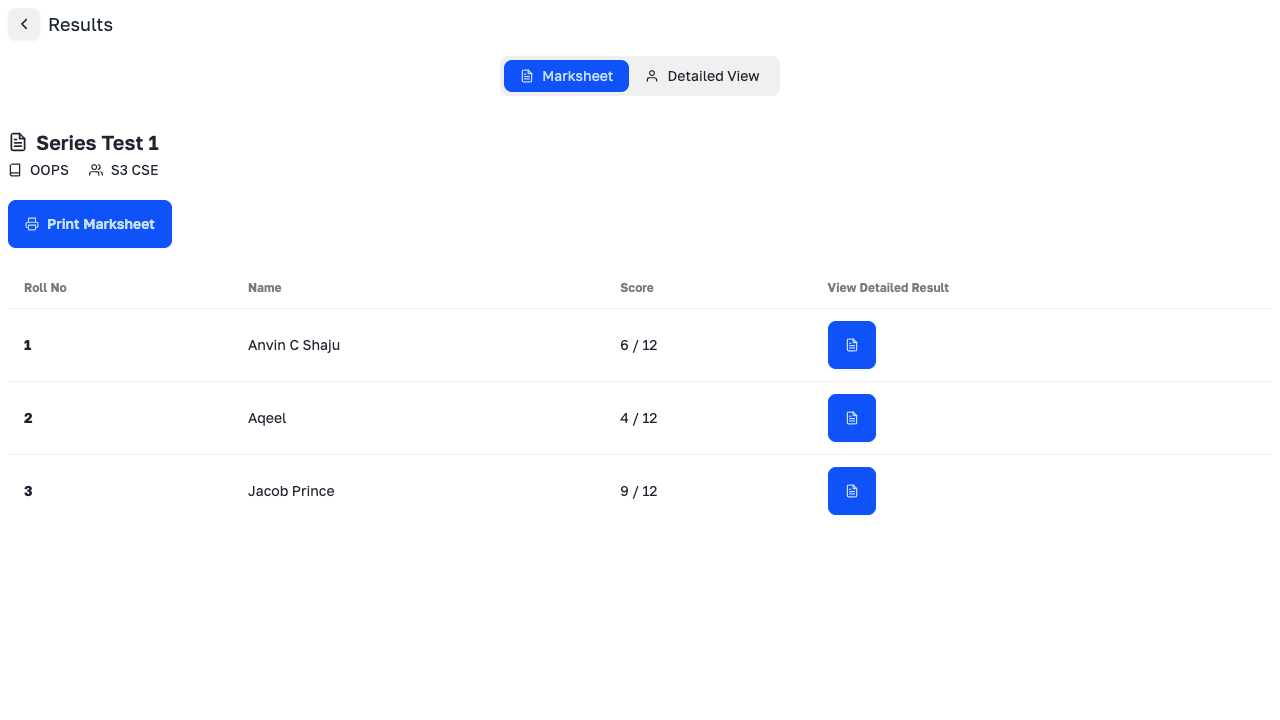 Results
Marksheet Detailed View
Series Test 1
OOPS S3 CSE
Print Marksheet
Roll No Name Score View Detailed Result
1 Anvin C Shaju 6 / 12
2 Aqeel 4 / 12
3 Jacob Prince 9 / 12